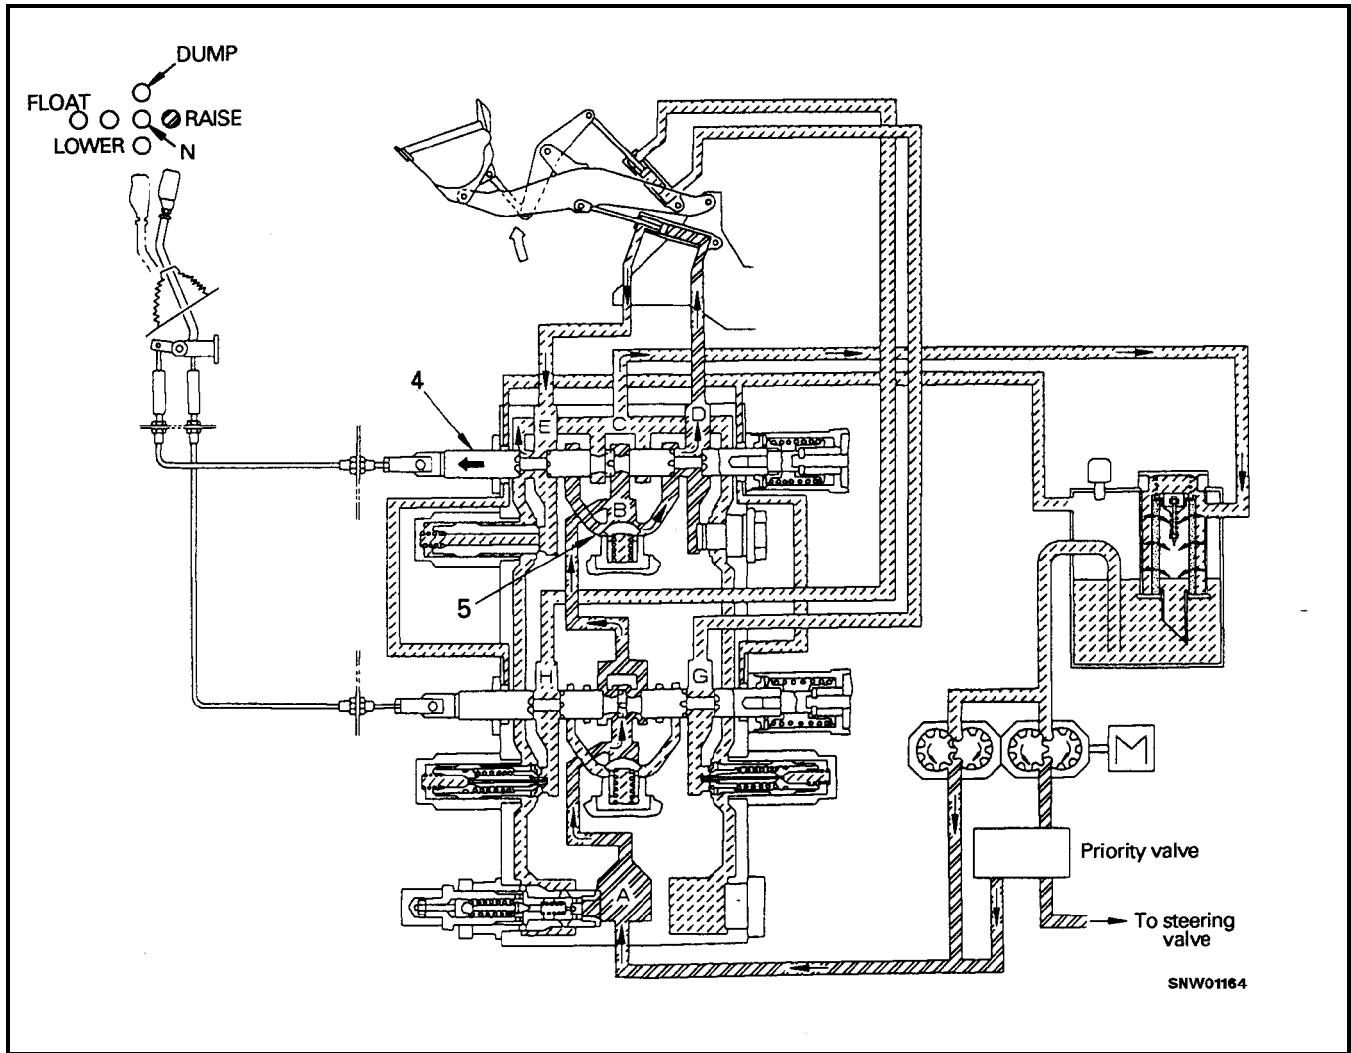 DUMP
FLOAT
RAISE
LOWER
N
4
E
C
D
B
5
H
G
M
Priority valve
A
To steering
valve
SNW01164